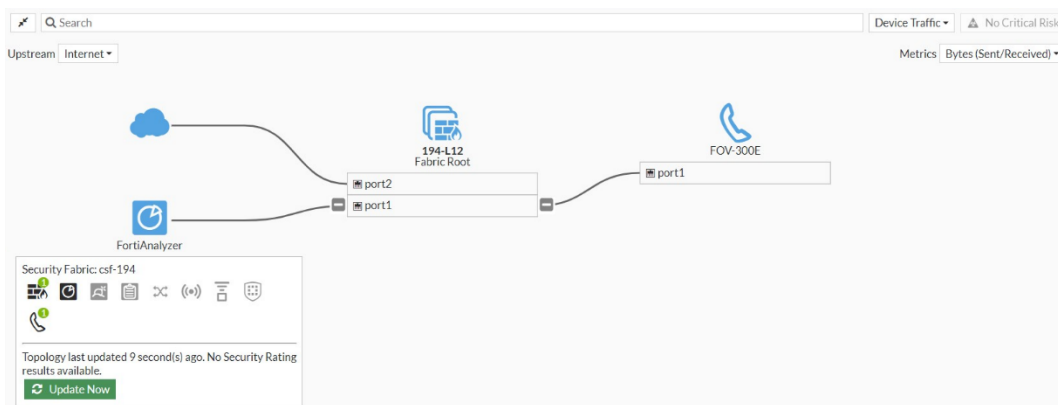 Search
Device Traffic
No Critical Risk
Upstream Internet
Metrics Bytes (Sent/Received)
194-L12
Fabric Root
FOV-300E
port2
port1
port1
FortiAnalyzer
Security Fabric: csf-194
1
1
Topology last updated 9 second(s) ago. No Security Rating
results available.
Update Now